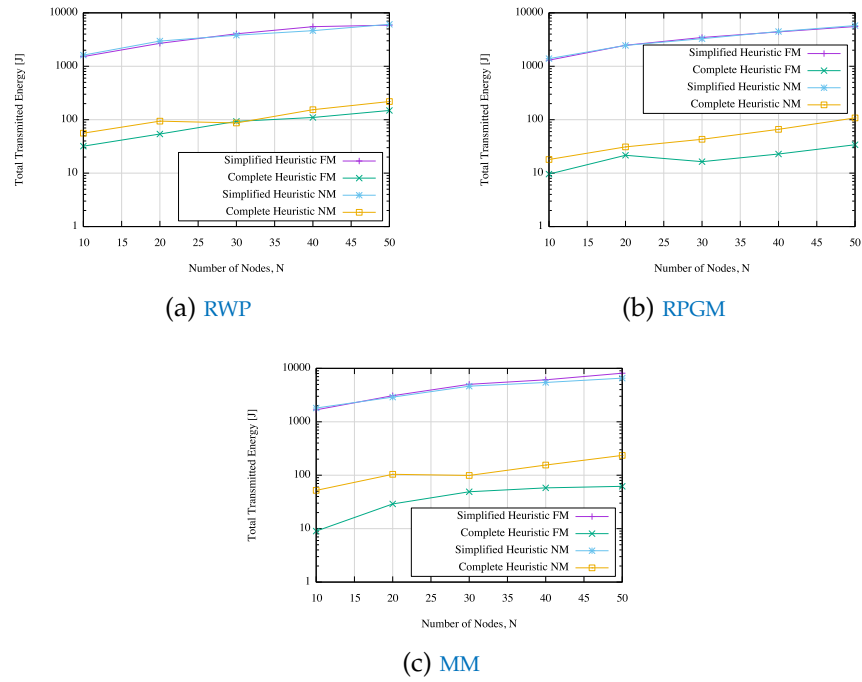 10000
1000
100
10
1
Total Transmitted Energy [J]
Simplified Heuristic FM
Complete Heuristic FM
Simplified Heuristic NM
Complete Heuristic NM
10 15 20 25 30 35 40 45 50
Number of Nodes, N
(a) RWP
10000
1000
100
10
1
Total Transmitted Energy [J]
Simplified Heuristic FM
Complete Heuristic FM
Simplified Heuristic NM
Complete Heuristic NM
10 15 20 25 30 35 40 45 50
Number of Nodes, N
(b) RPGM
10000
1000
100
10
1
Total Transmitted Energy [J]
Simplified Heuristic FM
Complete Heuristic FM
Simplified Heuristic NM
Complete Heuristic NM
10 15 20 25 30 35 40 45 50
Number of Nodes, N
(c) MM